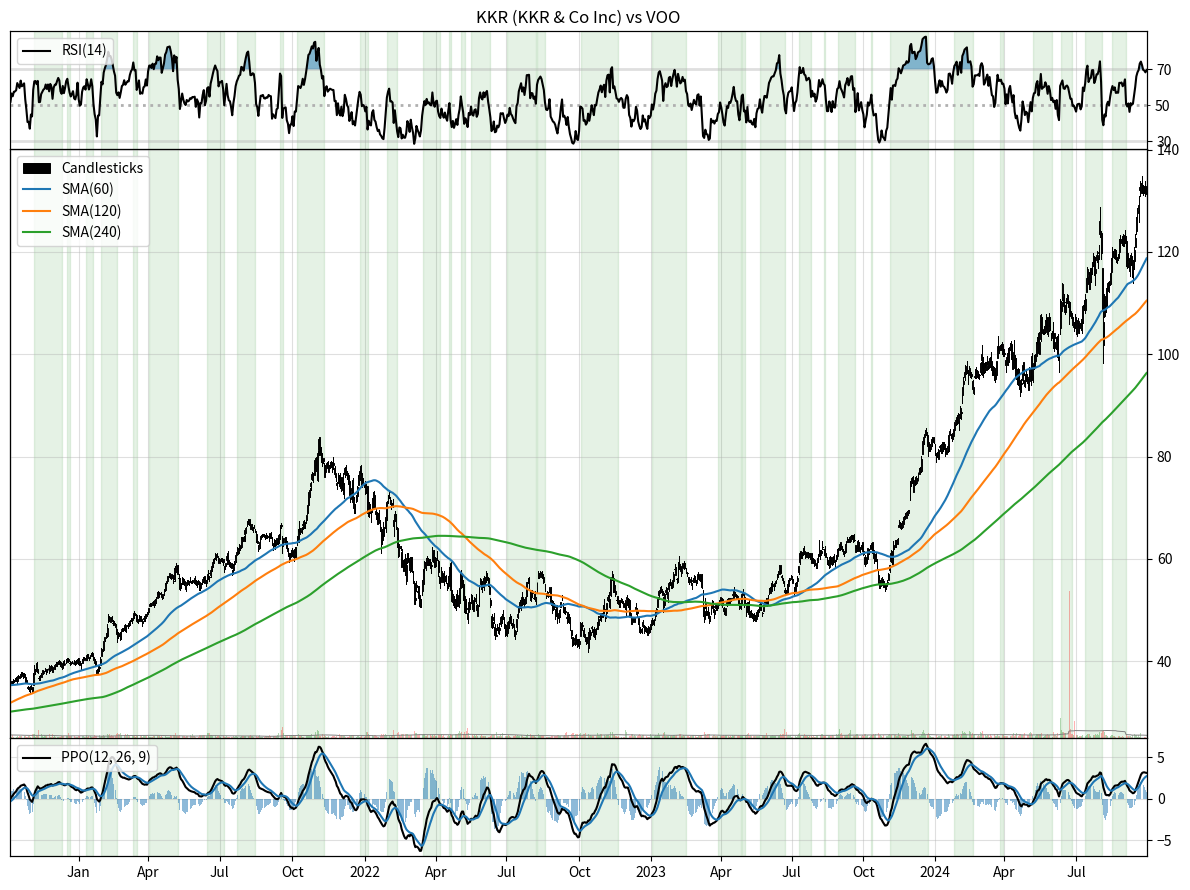 KKR (KKR & Co Inc) vs VOO
RSI(14)
70
50
30
140
Candlesticks
SMA(60)
SMA(120)
SMA(240)
120
100
80
60
40
PPO(12, 26, 9)
5
0
−5
Jan Apr Jul Oct 2022 Apr Jul Oct 2023 Apr Jul Oct 2024 Apr Jul